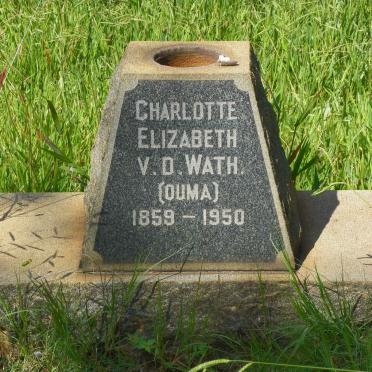 CHARLOTTE
ELIZABETH
V. D. WATH.
(OUMA)
1859 – 1950